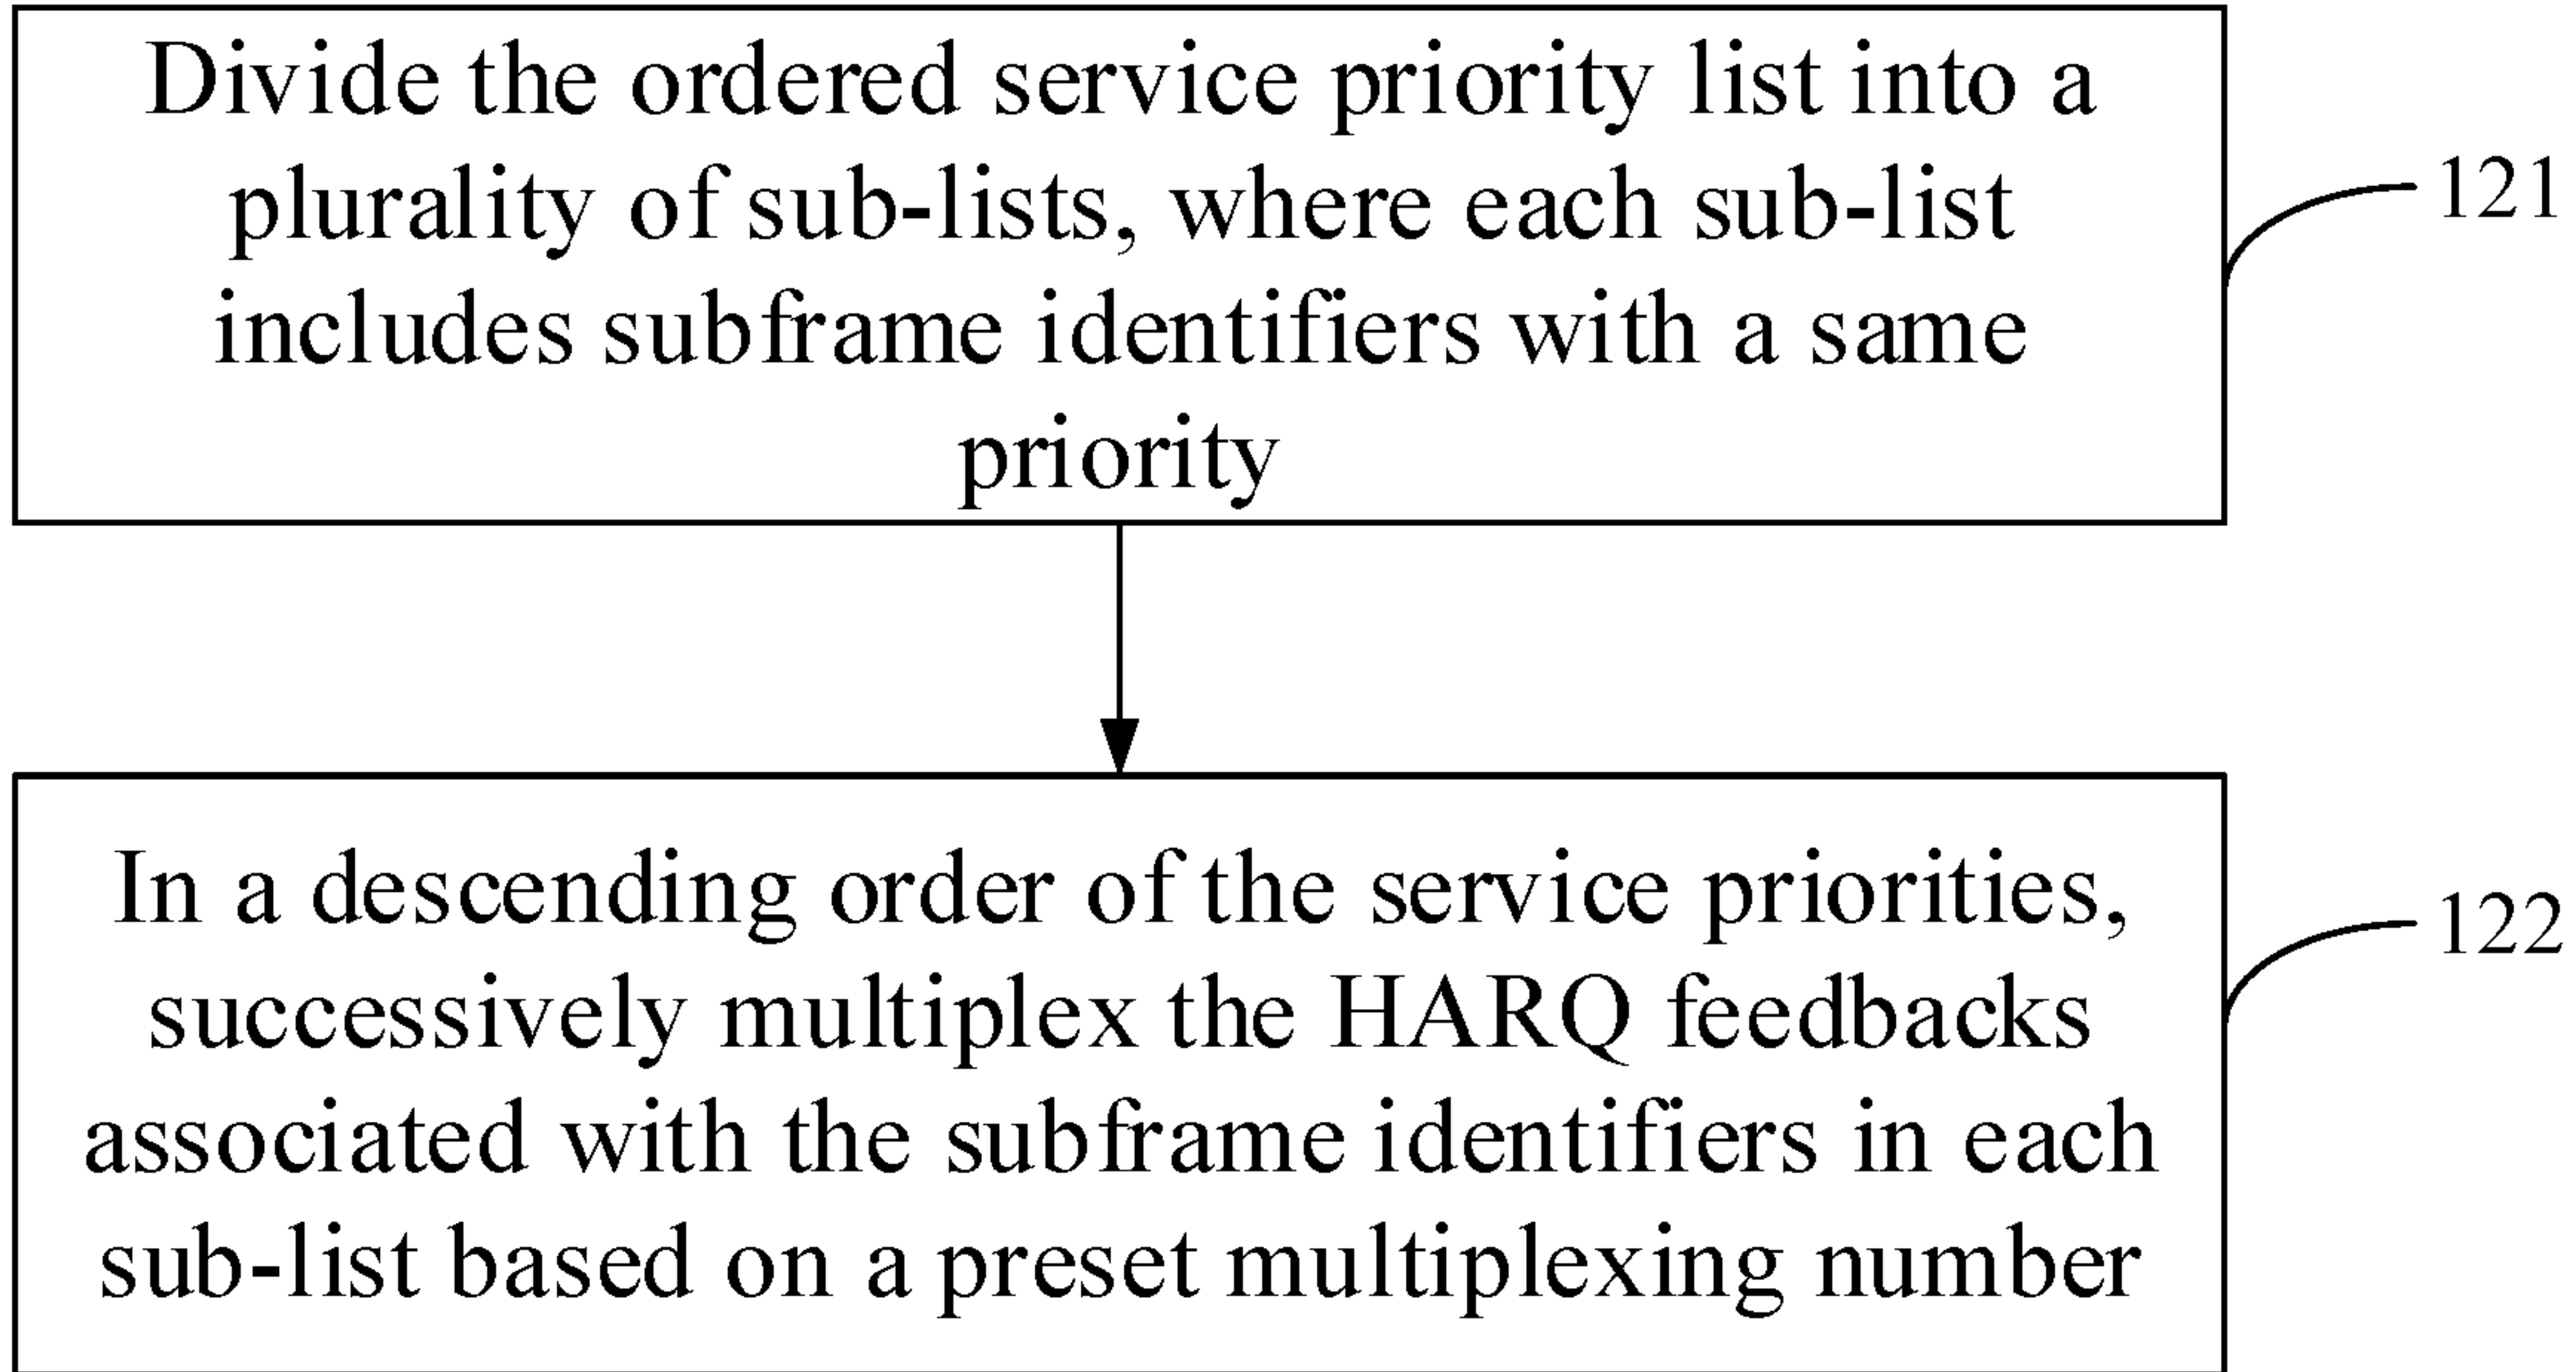 Divide the ordered service priority list into a
plurality of sub-lists, where each sub-list
includes subframe identifiers with a same
priority
121
In a descending order of the service priorities,
successively multiplex the HARQ feedbacks
associated with the subframe identifiers in each
sub-list based on a preset multiplexing number
122